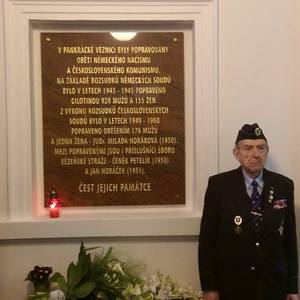 V PANKRÁCKÉ VĚZNICI BYLY POPRAVOVÁNY
OBĚTI NĚMECKÉHO NACISMU
A ČESKOSLOVENSKÉHO KOMUNISMU.
NA ZÁKLADĚ ROZSUDKŮ NĚMECKÝCH SOUDŮ
BYLO V LETECH 1943 - 1945 POPRAVENO
GILOTINOU 920 MUŽŮ A 155 ŽEN.
Z VÝKONU ROZSUDKŮ ČESKOSLOVENSKÝCH
SOUDŮ BYLO V LETECH 1949 - 1960
POPRAVENO OBĚŠENÍM 176 MUŽŮ
A JEDNA ŽENA - JUDr. MILADA HORÁKOVÁ (1950).
MEZI POPRAVENÝMI JSOU I PŘÍSLUŠNÍCI SBORU
VĚZEŇSKÉ STRÁŽE - ČENĚK PETELÍK (1950)
A JAN HORÁČEK (1951).
ČEST JEJICH PAMÁTCE